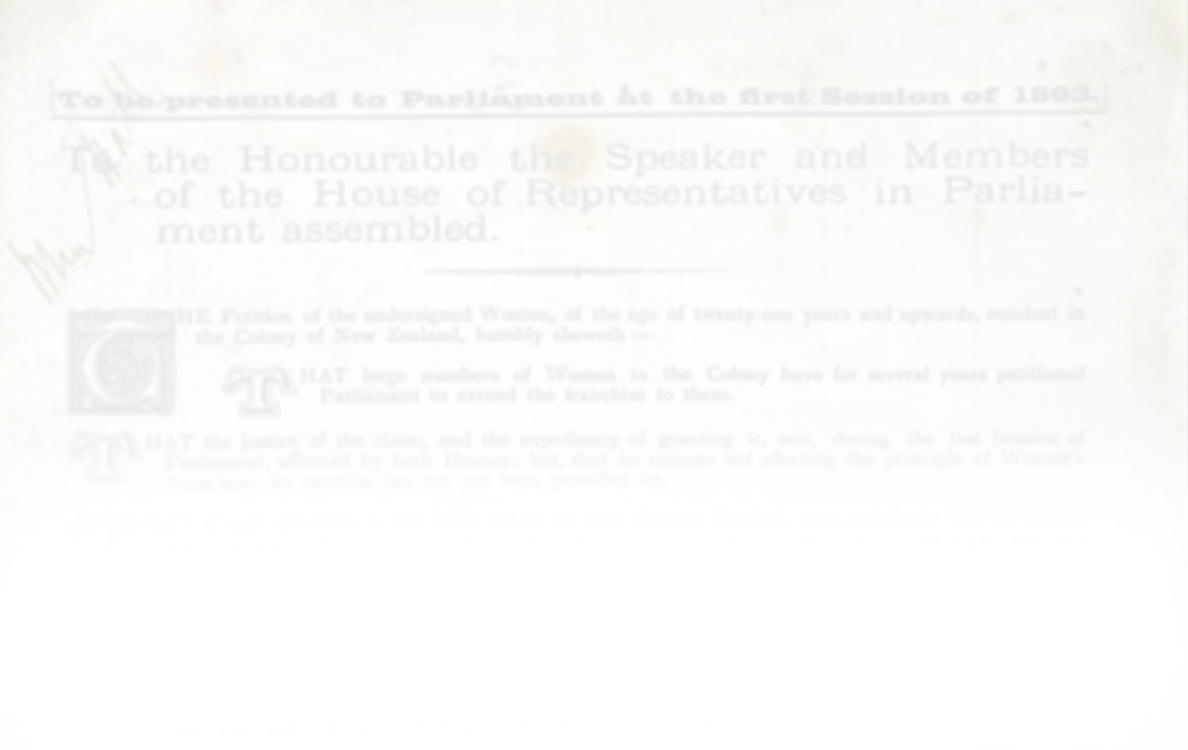 To be presented to Parliament at the first Session of 1893.
To the Honourable the Speaker and Members
of the House of Representatives in Parlia-
ment assembled.
THE Petition of the undersigned Women, of the age of twenty-one years and upwards, resident in
the Colony of New Zealand, humbly sheweth:—
THAT large numbers of Women in the Colony have for several years petitioned
Parliament to extend the franchise to them.
THAT the justice of the claim, and the expediency of granting it, was, during the last Session of
Parliament, affirmed by both Houses; but, that for reasons not affecting the principle of Women's
Franchise, its exercise has not yet been provided for.
Hall